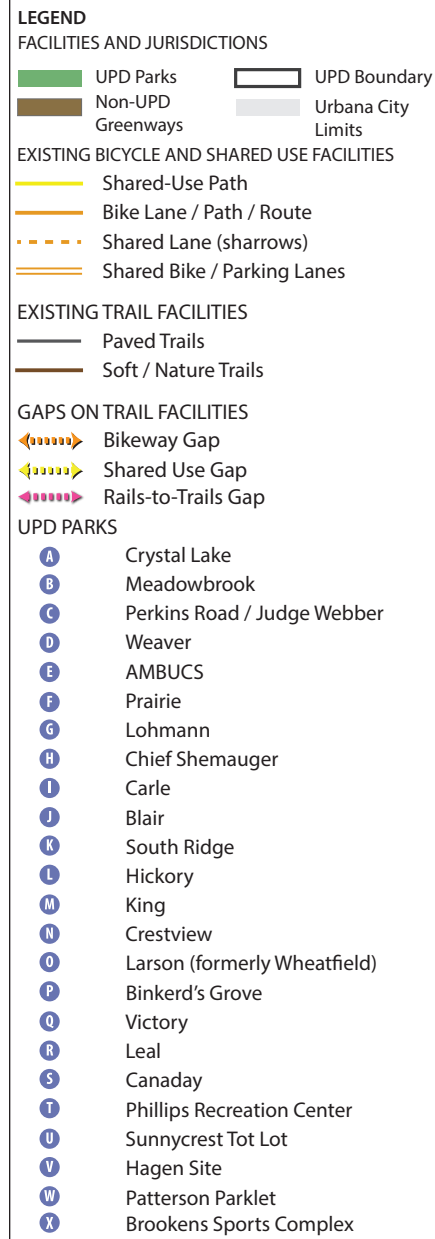 LEGEND
FACILITIES AND JURISDICTIONS
UPD Parks
UPD Boundary
Non-UPD
Greenways
Urbana City
Limits
EXISTING BICYCLE AND SHARED USE FACILITIES
Shared-Use Path
Bike Lane / Path / Route
Shared Lane (sharrows)
Shared Bike / Parking Lanes
EXISTING TRAIL FACILITIES
Paved Trails
Soft / Nature Trails
GAPS ON TRAIL FACILITIES
Bikeway Gap
Shared Use Gap
Rails-to-Trails Gap
UPD PARKS
A Crystal Lake
B Meadowbrook
C Perkins Road / Judge Webber
D Weaver
E AMBUCS
F Prairie
G Lohmann
H Chief Shemauger
I Carle
J Blair
K South Ridge
L Hickory
M King
N Crestview
O Larson (formerly Wheatfield)
P Binkerd's Grove
Q Victory
R Leal
S Canaday
T Phillips Recreation Center
U Sunnycrest Tot Lot
V Hagen Site
W Patterson Parklet
X Brookens Sports Complex